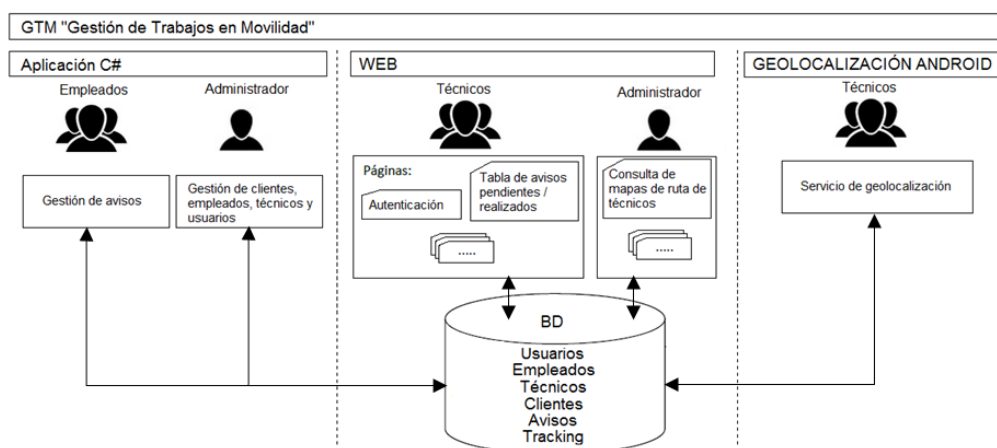 GTM "Gestión de Trabajos en Movilidad"
Aplicación C#
Empleados
Administrador
Gestión de avisos
Gestión de clientes,
empleados, técnicos y
usuarios
WEB
Técnicos
Administrador
Páginas:
Autenticación
Tabla de avisos
pendientes /
realizados
.....
Consulta de
mapas de ruta de
técnicos
.....
GEOLOCALIZACIÓN ANDROID
Técnicos
Servicio de geolocalización
BD
Usuarios
Empleados
Técnicos
Clientes
Avisos
Tracking